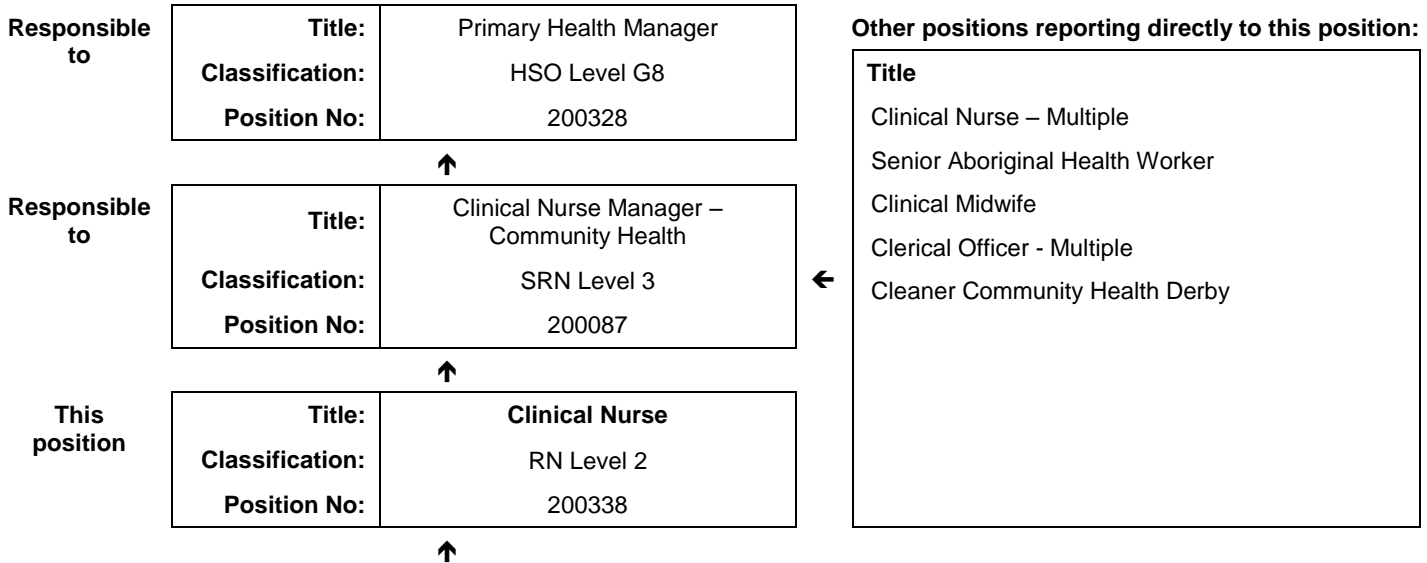 Responsible to
Title: Primary Health Manager
Classification: HSO Level G8
Position No: 200328
🡩
Responsible to
Title: Clinical Nurse Manager –
Community Health
Classification: SRN Level 3
Position No: 200087
🡩
This position
Title: Clinical Nurse
Classification: RN Level 2
Position No: 200338
🡩
🡨
Other positions reporting directly to this position:
Title
Clinical Nurse – Multiple
Senior Aboriginal Health Worker
Clinical Midwife
Clerical Officer - Multiple
Cleaner Community Health Derby